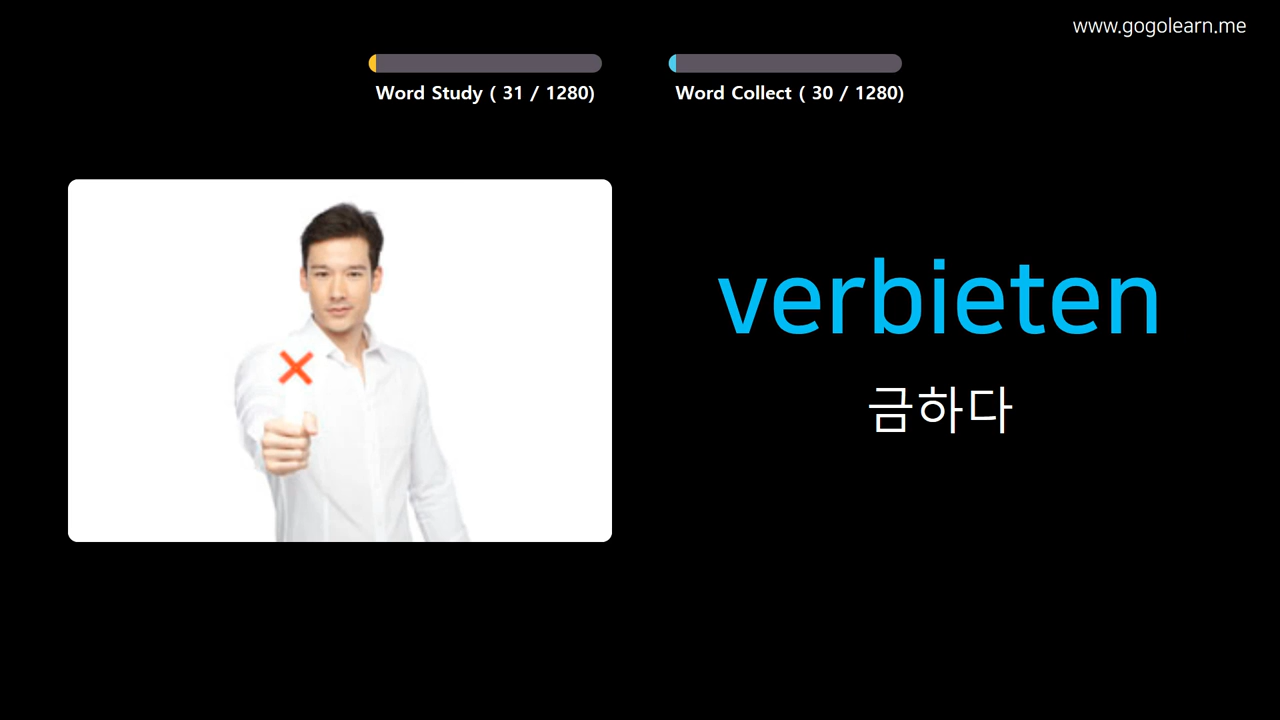 www.gogolearn.me
Word Study ( 31 / 1280)
Word Collect ( 30 / 1280)
verbieten
금하다